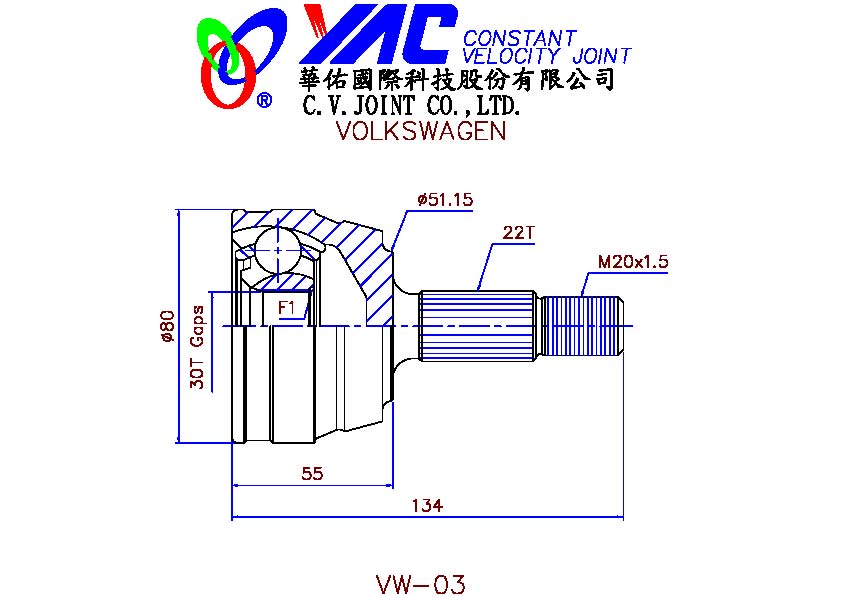 YAC CONSTANT
VELOCITY JOINT
®
華佑國際科技股份有限公司
C.V.JOINT CO.,LTD.
VOLKSWAGEN
ø51.15
22T
M20x1.5
F1
ø80
30T Gaps
55
134
VW-03